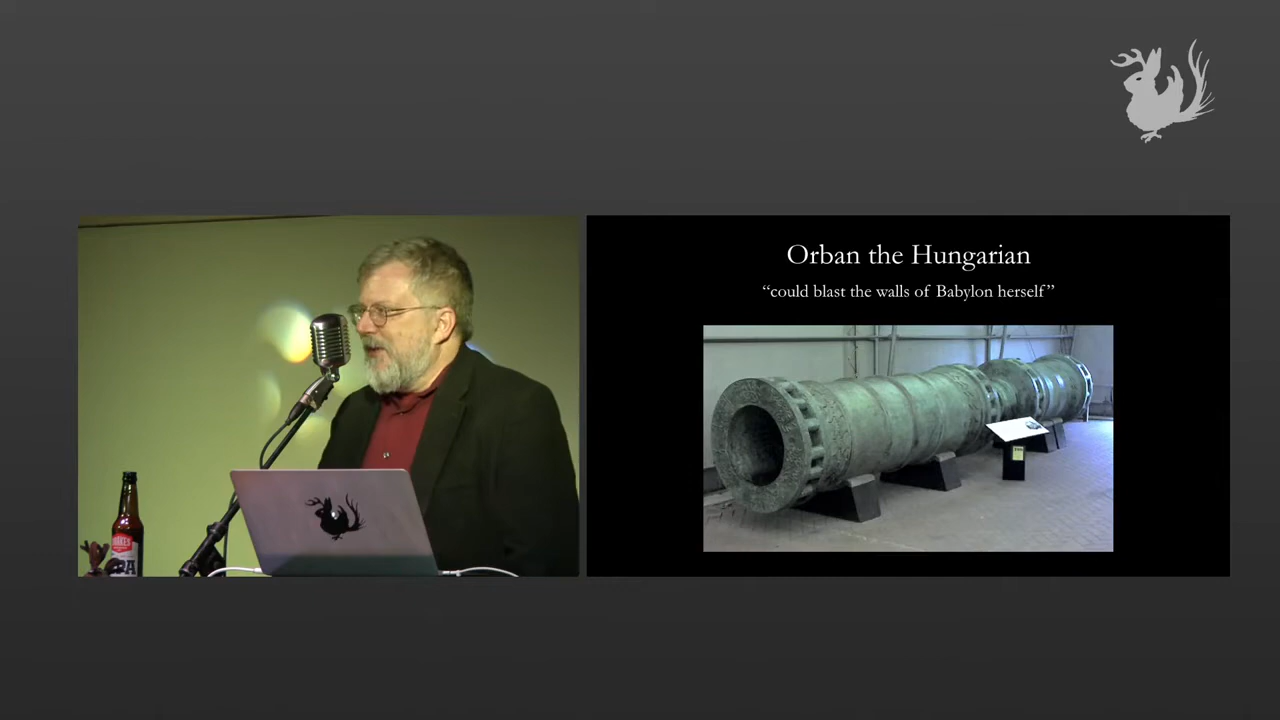 Orban the Hungarian
“could blast the walls of Babylon herself”